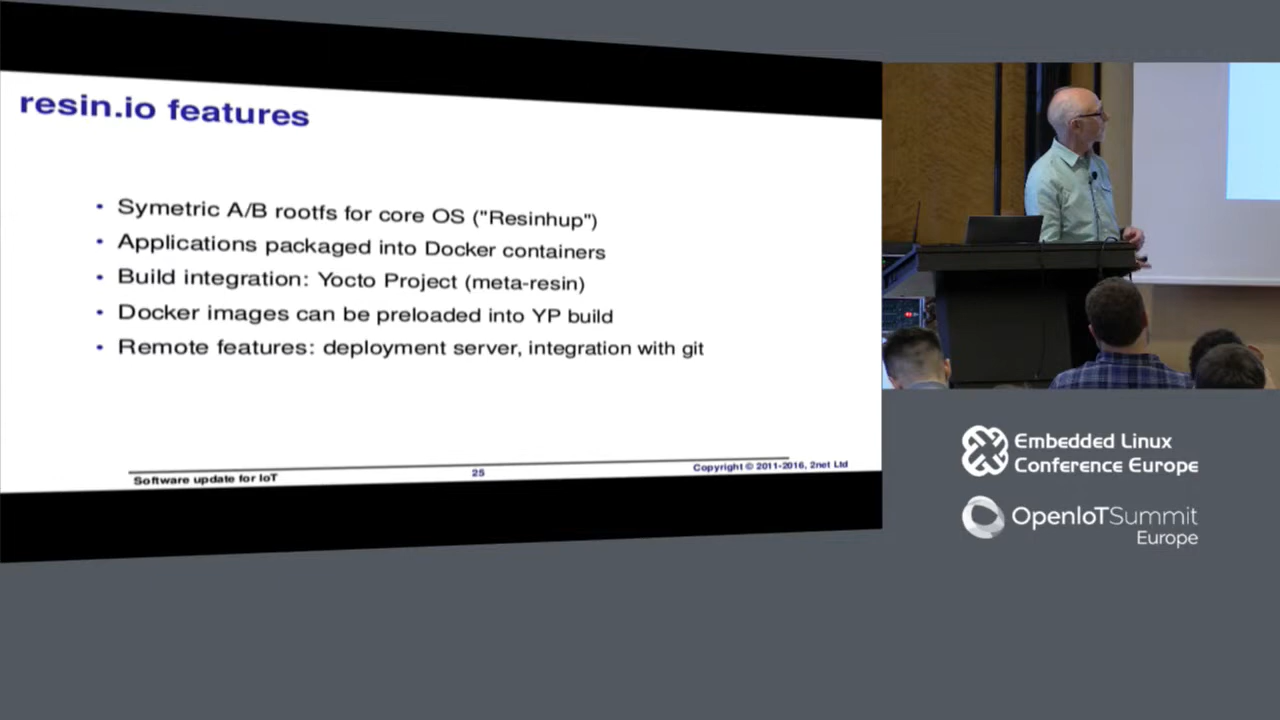 resin.io features
• Symetric A/B rootfs for core OS ("Resinhup")
• Applications packaged into Docker containers
• Build integration: Yocto Project (meta-resin)
• Docker images can be preloaded into YP build
• Remote features: deployment server, integration with git
Software update for IoT
25
Copyright © 2011-2016, 2net Ltd
Embedded Linux
Conference Europe
OpenIoTSummit
Europe